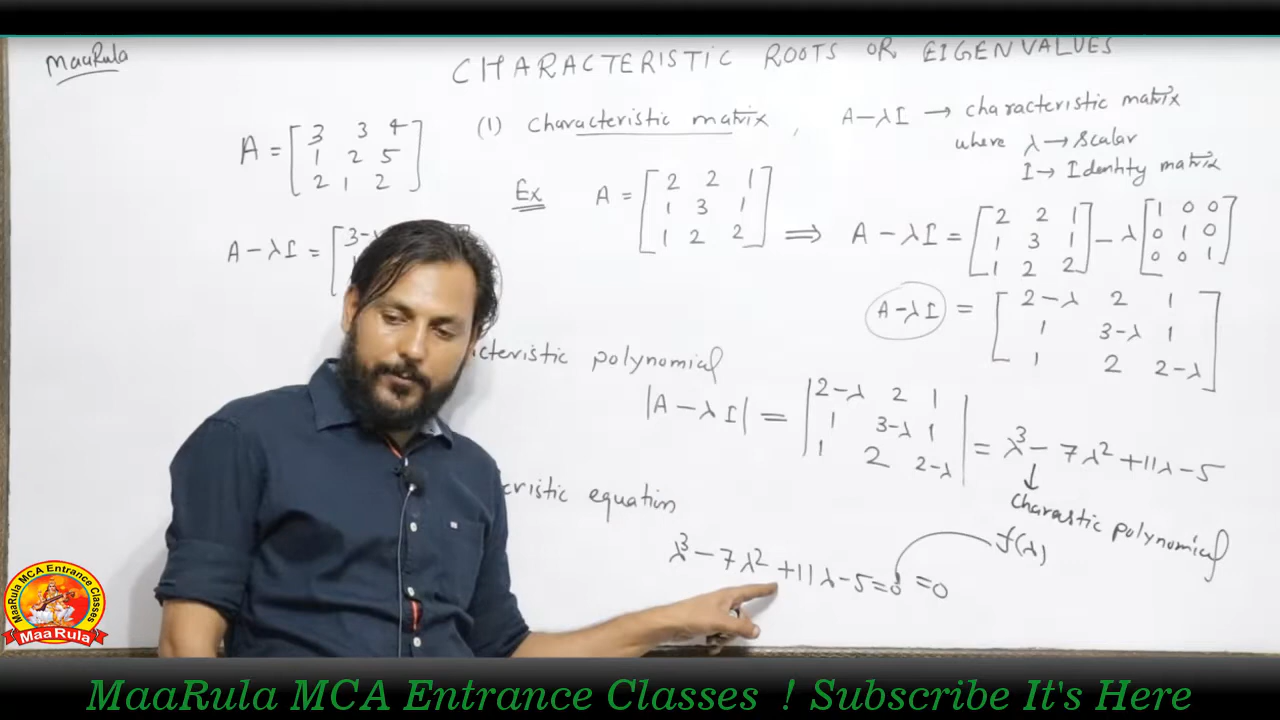 MaaRula
CHARACTERISTIC ROOTS OR EIGENVALUES
A = [3 3 4
1 2 5
2 1 2]
A - λI = [3-λ
(1) Characteristic matrix, A-λI → characteristic matrix
where λ → scalar
I → Identity matrix
Ex A = [2 2 1
1 3 1
1 2 2]
⇒ A - λI = [2 2 1
1 3 1
1 2 2] - λ [1 0 0
0 1 0
0 0 1]
A-λI = [2-λ 2 1
1 3-λ 1
1 2 2-λ]
cteristic polynomial
|A - λI| = |2-λ 2 1
1 3-λ 1
1 2 2-λ| = λ³ - 7λ² + 11λ - 5
↓
charastic polynomical
f(λ)
eristic equation
λ³ - 7λ² + 11λ - 5 = 0 = 0
MaaRula MCA Entrance Classes
MaaRula
MaaRula MCA Entrance Classes ! Subscribe It's Here